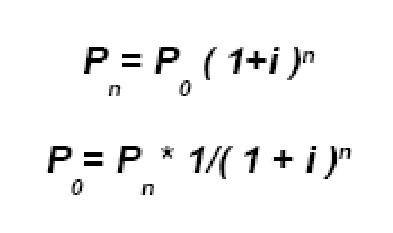 Pₙ= P₀ ( 1+i )ⁿ
P₀= Pₙ* 1/( 1 + i )ⁿ